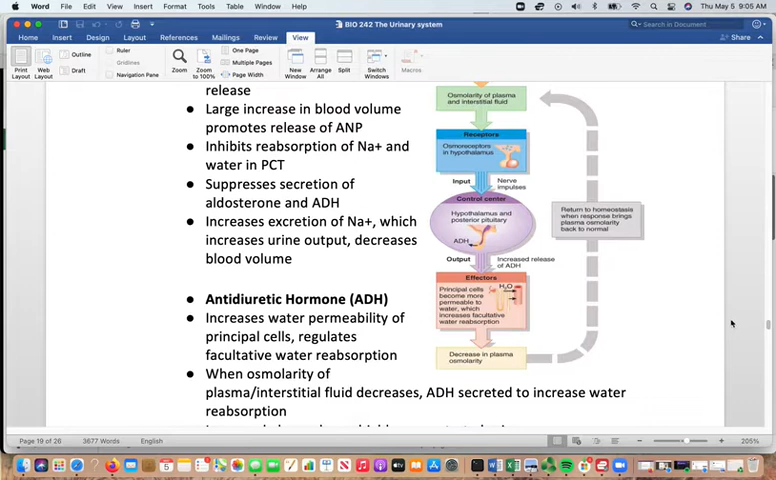 Word File Edit View Insert Format Tools Table Window Help Thu May 5 9:05 AM
BIO 242 The Urinary system
Search in Document
Home Insert Design Layout References Mailings Review View Share
Print Layout
Web Layout
Outline
Draft
Ruler
Gridlines
Navigation Pane
Zoom
Zoom to 100%
One Page
Multiple Pages
Page Width
New Window
Arrange All
Split
Switch Windows
Macros
release
● Large increase in blood volume
promotes release of ANP
● Inhibits reabsorption of Na+ and
water in PCT
● Suppresses secretion of
aldosterone and ADH
● Increases excretion of Na+, which
increases urine output, decreases
blood volume
● Antidiuretic Hormone (ADH)
● Increases water permeability of
principal cells, regulates
facultative water reabsorption
● When osmolarity of
plasma/interstitial fluid decreases, ADH secreted to increase water
reabsorption
Osmolarity of plasma
and interstitial fluid
Receptors
Osmoreceptors
in hypothalamus
Input
Nerve
impulses
Control center
Hypothalamus and
posterior pituitary
ADH
Output
Increased release
of ADH
Effectors
Principal cells
become more
permeable to
water, which
increases facultative
water reabsorption
H2O
Decrease in plasma
osmolarity
Return to homeostasis
when response brings
plasma osmolarity
back to normal
Page 19 of 26 3677 Words English 205%